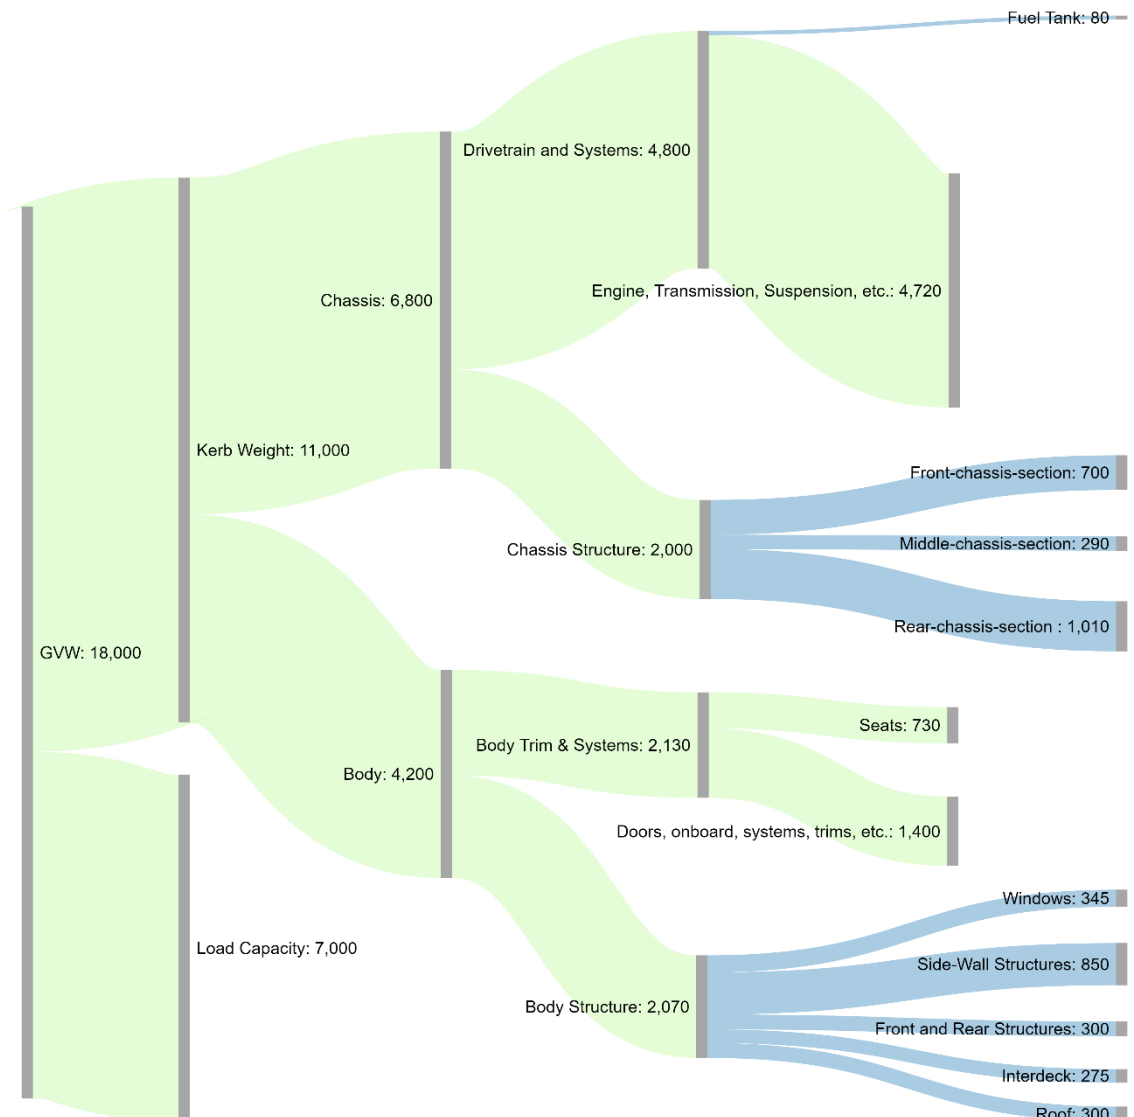 Fuel Tank: 80
Drivetrain and Systems: 4,800
Engine, Transmission, Suspension, etc.: 4,720
Chassis: 6,800
Kerb Weight: 11,000
Front-chassis-section: 700
Middle-chassis-section: 290
Chassis Structure: 2,000
Rear-chassis-section : 1,010
GVW: 18,000
Seats: 730
Body Trim & Systems: 2,130
Body: 4,200
Doors, onboard, systems, trims, etc.: 1,400
Windows: 345
Load Capacity: 7,000
Side-Wall Structures: 850
Body Structure: 2,070
Front and Rear Structures: 300
Interdeck: 275
Roof: 300